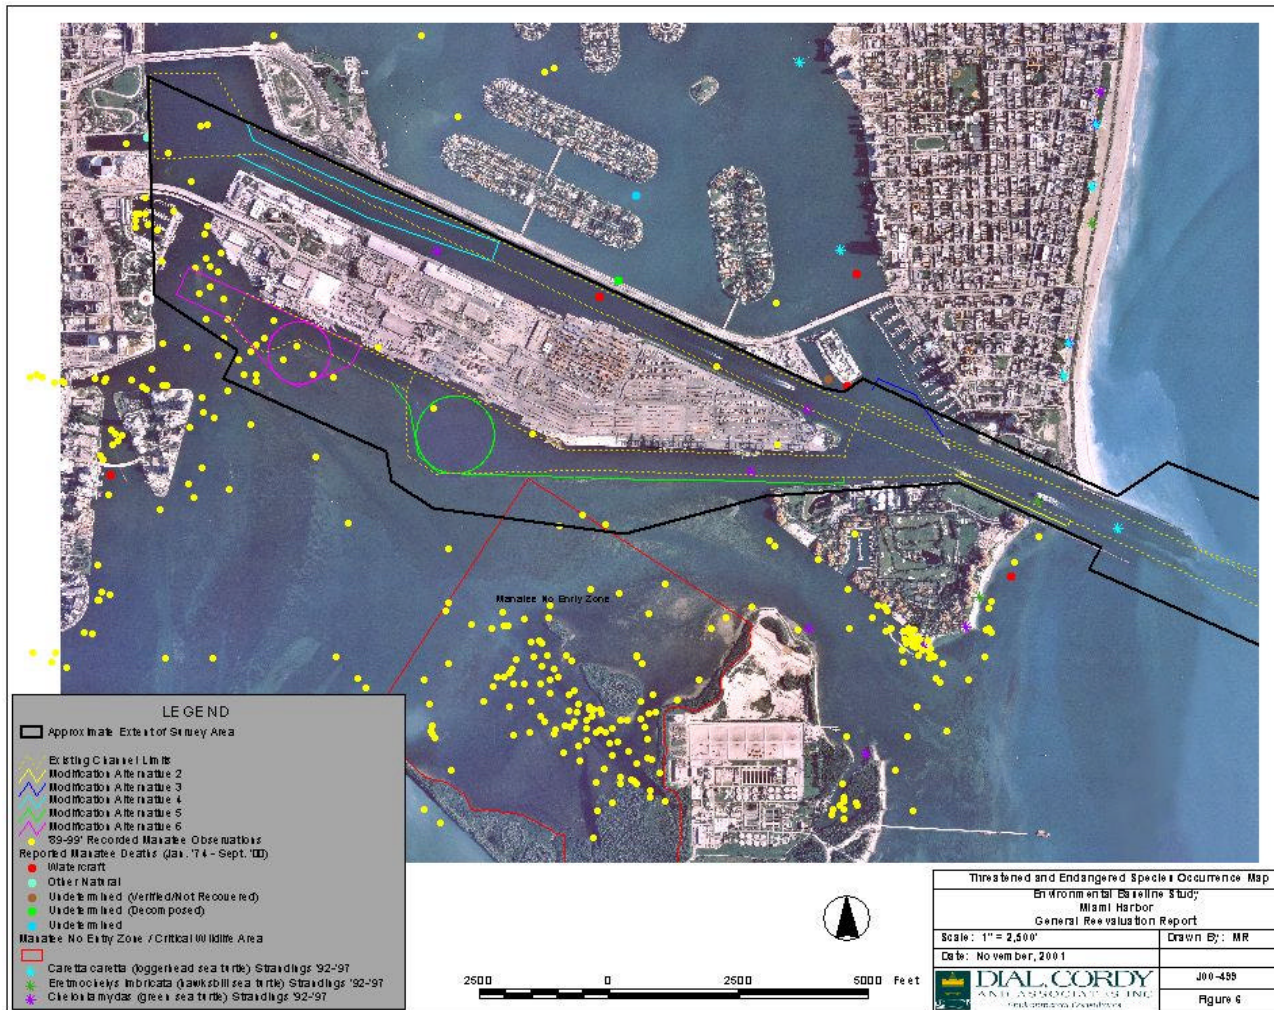 Manatee No Entry Zone
LEGEND
Approximate Extent of Survey Area
Existing Channel Limits
Modification Alternative 2
Modification Alternative 3
Modification Alternative 4
Modification Alternative 5
Modification Alternative 6
'89-99' Recorded Manatee Observations
Reported Manatee Deaths (Jan. '74 - Sept. '00)
Watercraft
Other Natural
Undetermined (Verified/Not Recovered)
Undetermined (Decomposed)
Undetermined
Manatee No Entry Zone / Critical Wildlife Area
Caretta caretta (loggerhead sea turtle) Strandings '92-'97
Eretmochelys imbricata (hawksbill sea turtle) Strandings '92-'97
Chelonia mydas (green sea turtle) Strandings '92-'97
2500 0 2500 5000 Feet
Threatened and Endangered Species Occurrence Map
Environmental Baseline Study
Miami Harbor
General Reevaluation Report
Scale: 1" = 2,500'
Drawn By: MR
Date: November, 2001
DIAL CORDY
AND ASSOCIATES INC
Environmental Consultants
J00-499
Figure 6